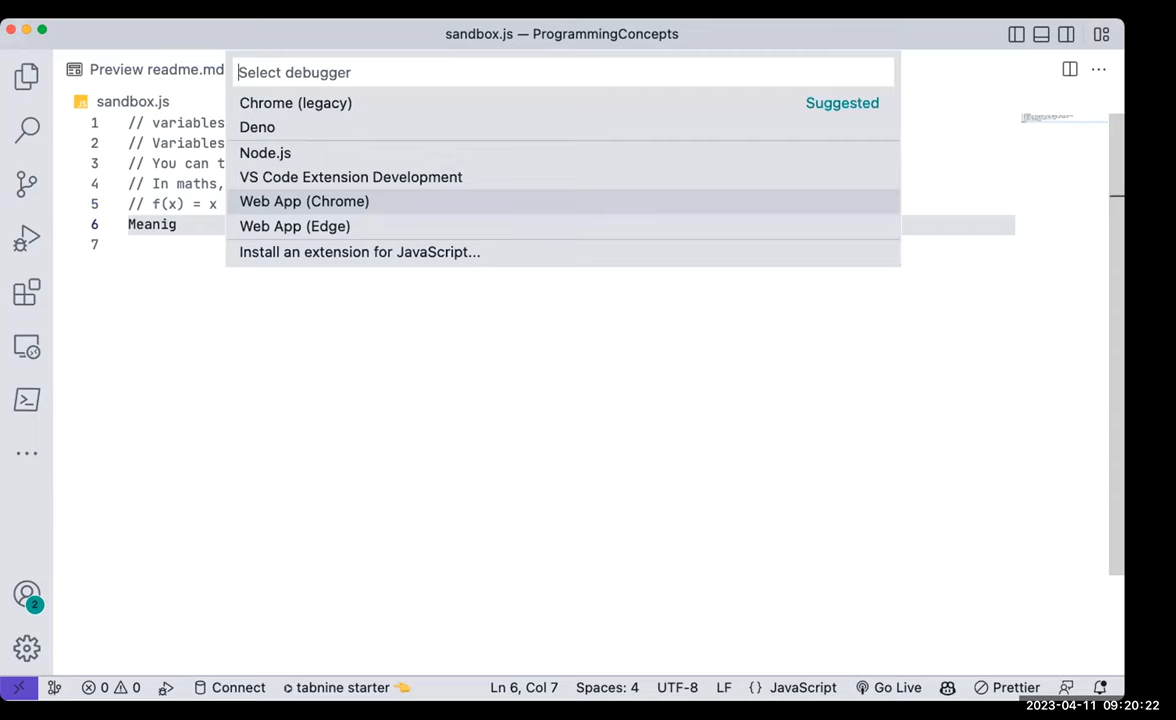 sandbox.js — ProgrammingConcepts
Preview readme.md
Select debugger
sandbox.js
Chrome (legacy) Suggested
Deno
Node.js
VS Code Extension Development
Web App (Chrome)
Web App (Edge)
Install an extension for JavaScript...
1 // variables
2 // Variables
3 // You can t
4 // In maths,
5 // f(x) = x
6 Meanig
7
2
0 0 Connect tabnine starter 👈 Ln 6, Col 7 Spaces: 4 UTF-8 LF {} JavaScript Go Live Prettier
2023-04-11 09:20:22